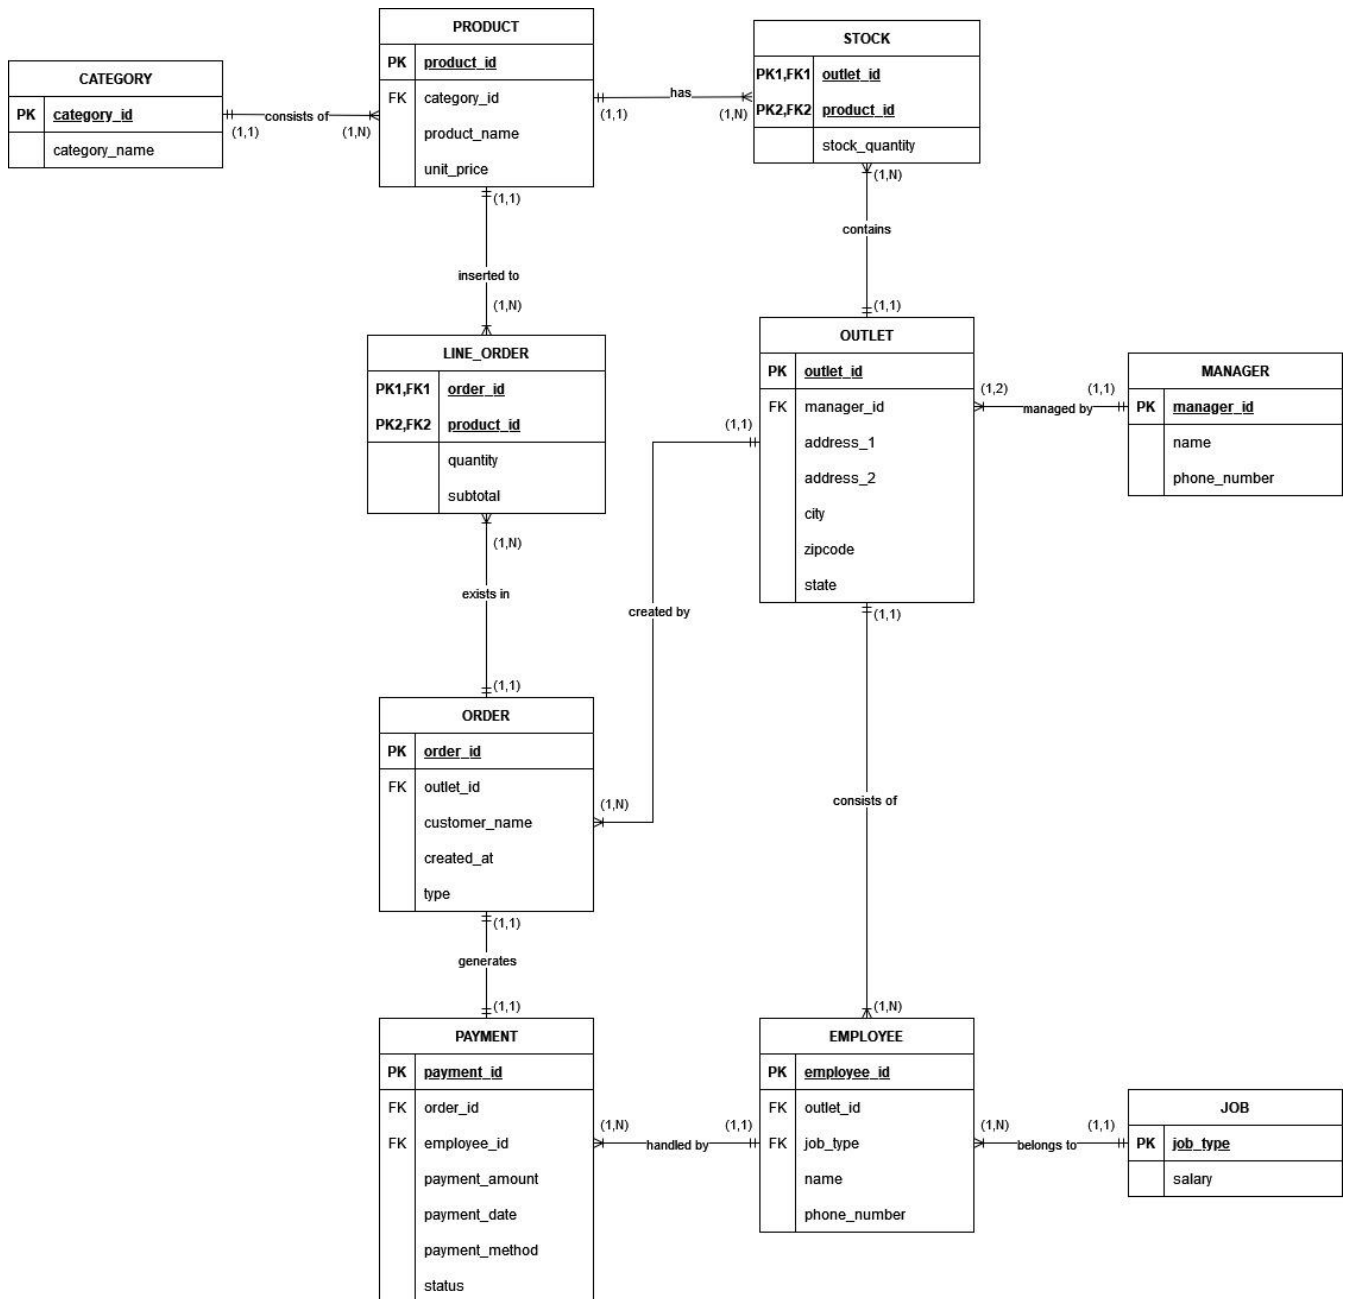 CATEGORY
PK category_id
category_name
(1,1)
consists of
(1,N)
PRODUCT
PK product_id
FK category_id
product_name
unit_price
(1,1)
has
(1,N)
STOCK
PK1,FK1 outlet_id
PK2,FK2 product_id
stock_quantity
(1,N)
contains
(1,1)
(1,1)
inserted to
(1,N)
LINE_ORDER
PK1,FK1 order_id
PK2,FK2 product_id
quantity
subtotal
(1,N)
exists in
(1,1)
OUTLET
PK outlet_id
FK manager_id
address_1
address_2
city
zipcode
state
(1,2)
managed by
(1,1)
MANAGER
PK manager_id
name
phone_number
(1,1)
created by
(1,N)
ORDER
PK order_id
FK outlet_id
customer_name
created_at
type
(1,1)
generates
(1,1)
(1,1)
consists of
(1,N)
PAYMENT
PK payment_id
FK order_id
FK employee_id
payment_amount
payment_date
payment_method
status
(1,N)
handled by
(1,1)
EMPLOYEE
PK employee_id
FK outlet_id
FK job_type
name
phone_number
(1,N)
belongs to
(1,1)
JOB
PK job_type
salary